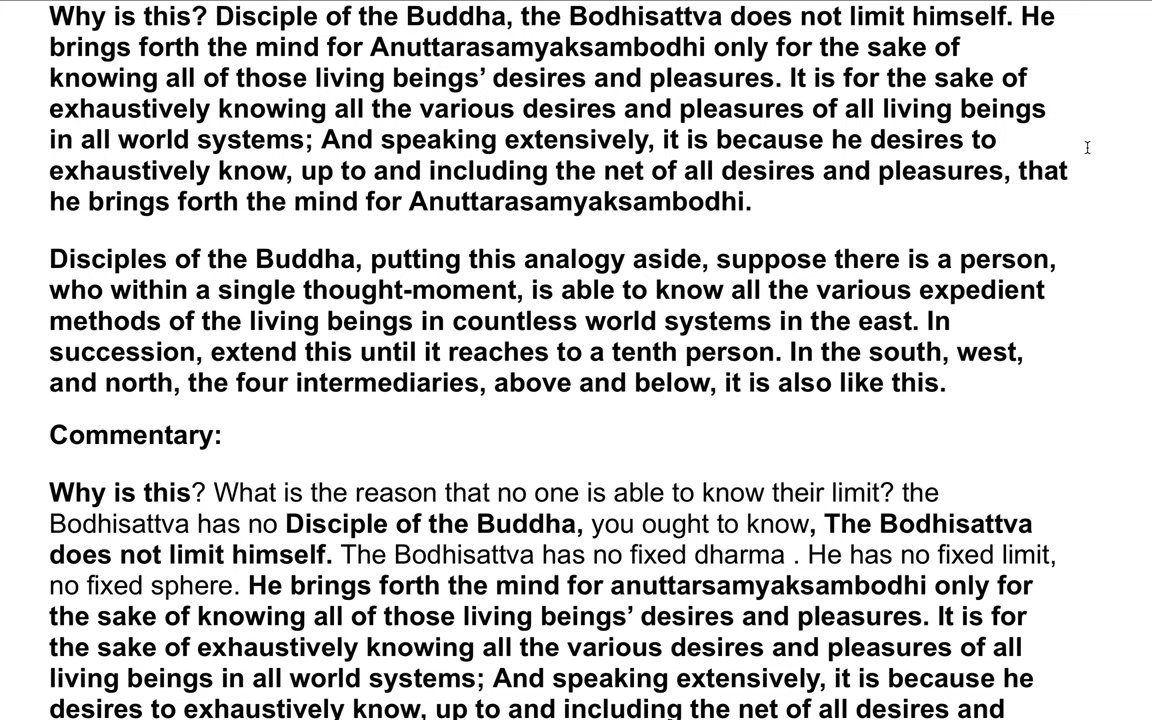 Why is this? Disciple of the Buddha, the Bodhisattva does not limit himself. He
brings forth the mind for Anuttarasamyaksambodhi only for the sake of
knowing all of those living beings’ desires and pleasures. It is for the sake of
exhaustively knowing all the various desires and pleasures of all living beings
in all world systems; And speaking extensively, it is because he desires to
exhaustively know, up to and including the net of all desires and pleasures, that
he brings forth the mind for Anuttarasamyaksambodhi.
Disciples of the Buddha, putting this analogy aside, suppose there is a person,
who within a single thought-moment, is able to know all the various expedient
methods of the living beings in countless world systems in the east. In
succession, extend this until it reaches to a tenth person. In the south, west,
and north, the four intermediaries, above and below, it is also like this.
Commentary:
Why is this? What is the reason that no one is able to know their limit? the
Bodhisattva has no Disciple of the Buddha, you ought to know, The Bodhisattva
does not limit himself. The Bodhisattva has no fixed dharma . He has no fixed limit,
no fixed sphere. He brings forth the mind for anuttarsamyaksambodhi only for
the sake of knowing all of those living beings’ desires and pleasures. It is for
the sake of exhaustively knowing all the various desires and pleasures of all
living beings in all world systems; And speaking extensively, it is because he
desires to exhaustively know, up to and including the net of all desires and